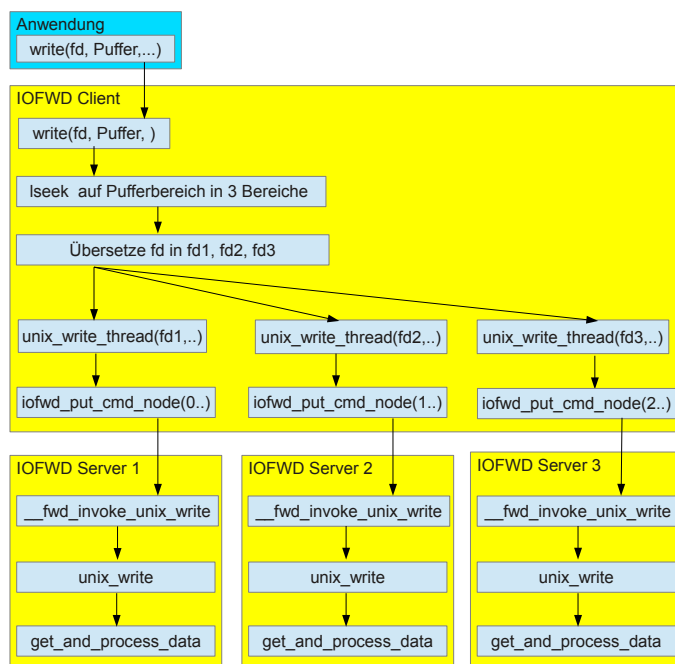 Anwendung
write(fd, Puffer,...)
IOFWD Client
write(fd, Puffer, )
lseek auf Pufferbereich in 3 Bereiche
Übersetze fd in fd1, fd2, fd3
unix_write_thread(fd1,..)
unix_write_thread(fd2,..)
unix_write_thread(fd3,..)
iofwd_put_cmd_node(0..)
iofwd_put_cmd_node(1..)
iofwd_put_cmd_node(2..)
IOFWD Server 1
IOFWD Server 2
IOFWD Server 3
__fwd_invoke_unix_write
__fwd_invoke_unix_write
__fwd_invoke_unix_write
unix_write
unix_write
unix_write
get_and_process_data
get_and_process_data
get_and_process_data